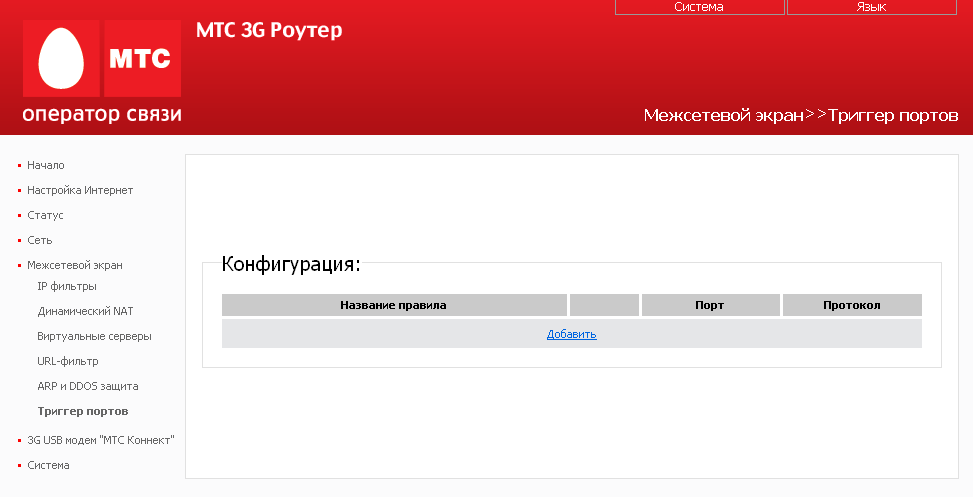 Система Язык
МТС 3G Роутер
МТС
оператор связи
Межсетевой экран>>Триггер портов
Начало
Настройка Интернет
Статус
Сеть
Межсетевой экран
IP фильтры
Динамический NAT
Виртуальные серверы
URL-фильтр
ARP и DDOS защита
Триггер портов
3G USB модем "МТС Коннект"
Система
Конфигурация:
Название правила Порт Протокол
Добавить